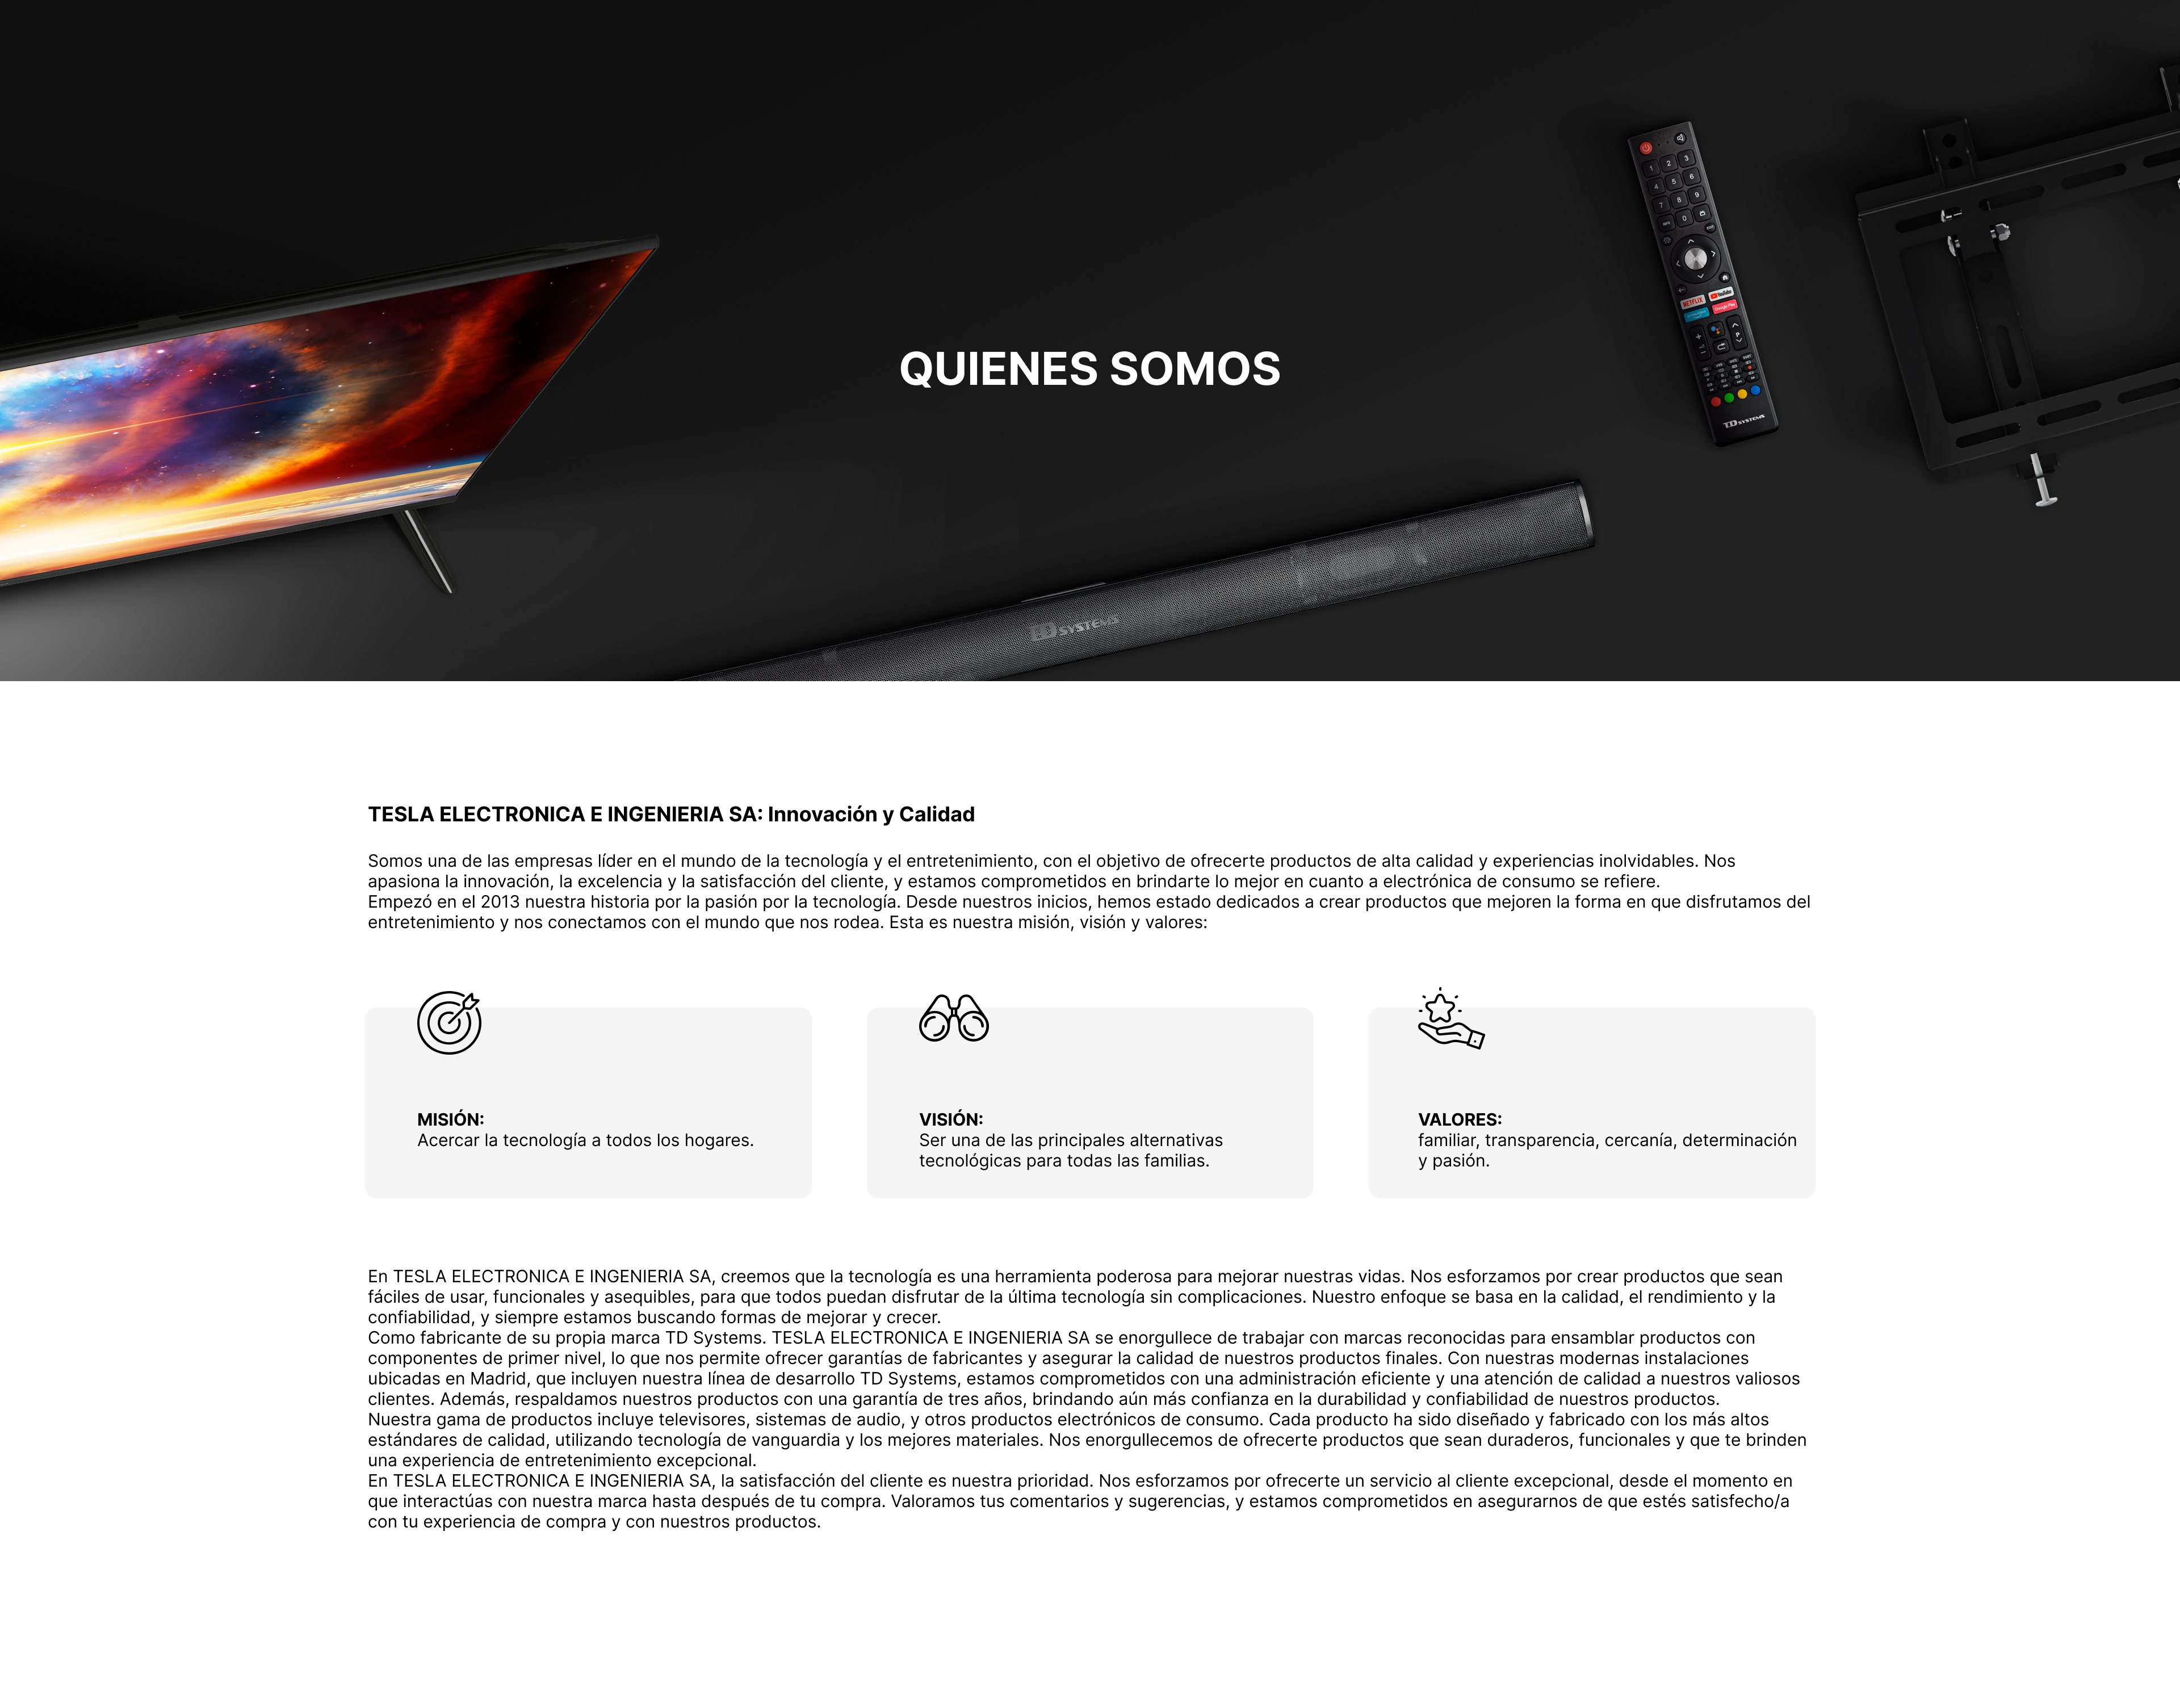 QUIENES SOMOS
1 2 3
4 5 6
7 8 9
0
NETFLIX YouTube
Google Play
P
TD SYSTEMS
TD SYSTEMS
TESLA ELECTRONICA E INGENIERIA SA: Innovación y Calidad
Somos una de las empresas líder en el mundo de la tecnología y el entretenimiento, con el objetivo de ofrecerte productos de alta calidad y experiencias inolvidables. Nos
apasiona la innovación, la excelencia y la satisfacción del cliente, y estamos comprometidos en brindarte lo mejor en cuanto a electrónica de consumo se refiere.
Empezó en el 2013 nuestra historia por la pasión por la tecnología. Desde nuestros inicios, hemos estado dedicados a crear productos que mejoren la forma en que disfrutamos del
entretenimiento y nos conectamos con el mundo que nos rodea. Esta es nuestra misión, visión y valores:
MISIÓN:
Acercar la tecnología a todos los hogares.
VISIÓN:
Ser una de las principales alternativas
tecnológicas para todas las familias.
VALORES:
familiar, transparencia, cercanía, determinación
y pasión.
En TESLA ELECTRONICA E INGENIERIA SA, creemos que la tecnología es una herramienta poderosa para mejorar nuestras vidas. Nos esforzamos por crear productos que sean
fáciles de usar, funcionales y asequibles, para que todos puedan disfrutar de la última tecnología sin complicaciones. Nuestro enfoque se basa en la calidad, el rendimiento y la
confiabilidad, y siempre estamos buscando formas de mejorar y crecer.
Como fabricante de su propia marca TD Systems. TESLA ELECTRONICA E INGENIERIA SA se enorgullece de trabajar con marcas reconocidas para ensamblar productos con
componentes de primer nivel, lo que nos permite ofrecer garantías de fabricantes y asegurar la calidad de nuestros productos finales. Con nuestras modernas instalaciones
ubicadas en Madrid, que incluyen nuestra línea de desarrollo TD Systems, estamos comprometidos con una administración eficiente y una atención de calidad a nuestros valiosos
clientes. Además, respaldamos nuestros productos con una garantía de tres años, brindando aún más confianza en la durabilidad y confiabilidad de nuestros productos.
Nuestra gama de productos incluye televisores, sistemas de audio, y otros productos electrónicos de consumo. Cada producto ha sido diseñado y fabricado con los más altos
estándares de calidad, utilizando tecnología de vanguardia y los mejores materiales. Nos enorgullecemos de ofrecerte productos que sean duraderos, funcionales y que te brinden
una experiencia de entretenimiento excepcional.
En TESLA ELECTRONICA E INGENIERIA SA, la satisfacción del cliente es nuestra prioridad. Nos esforzamos por ofrecerte un servicio al cliente excepcional, desde el momento en
que interactúas con nuestra marca hasta después de tu compra. Valoramos tus comentarios y sugerencias, y estamos comprometidos en asegurarnos de que estés satisfecho/a
con tu experiencia de compra y con nuestros productos.